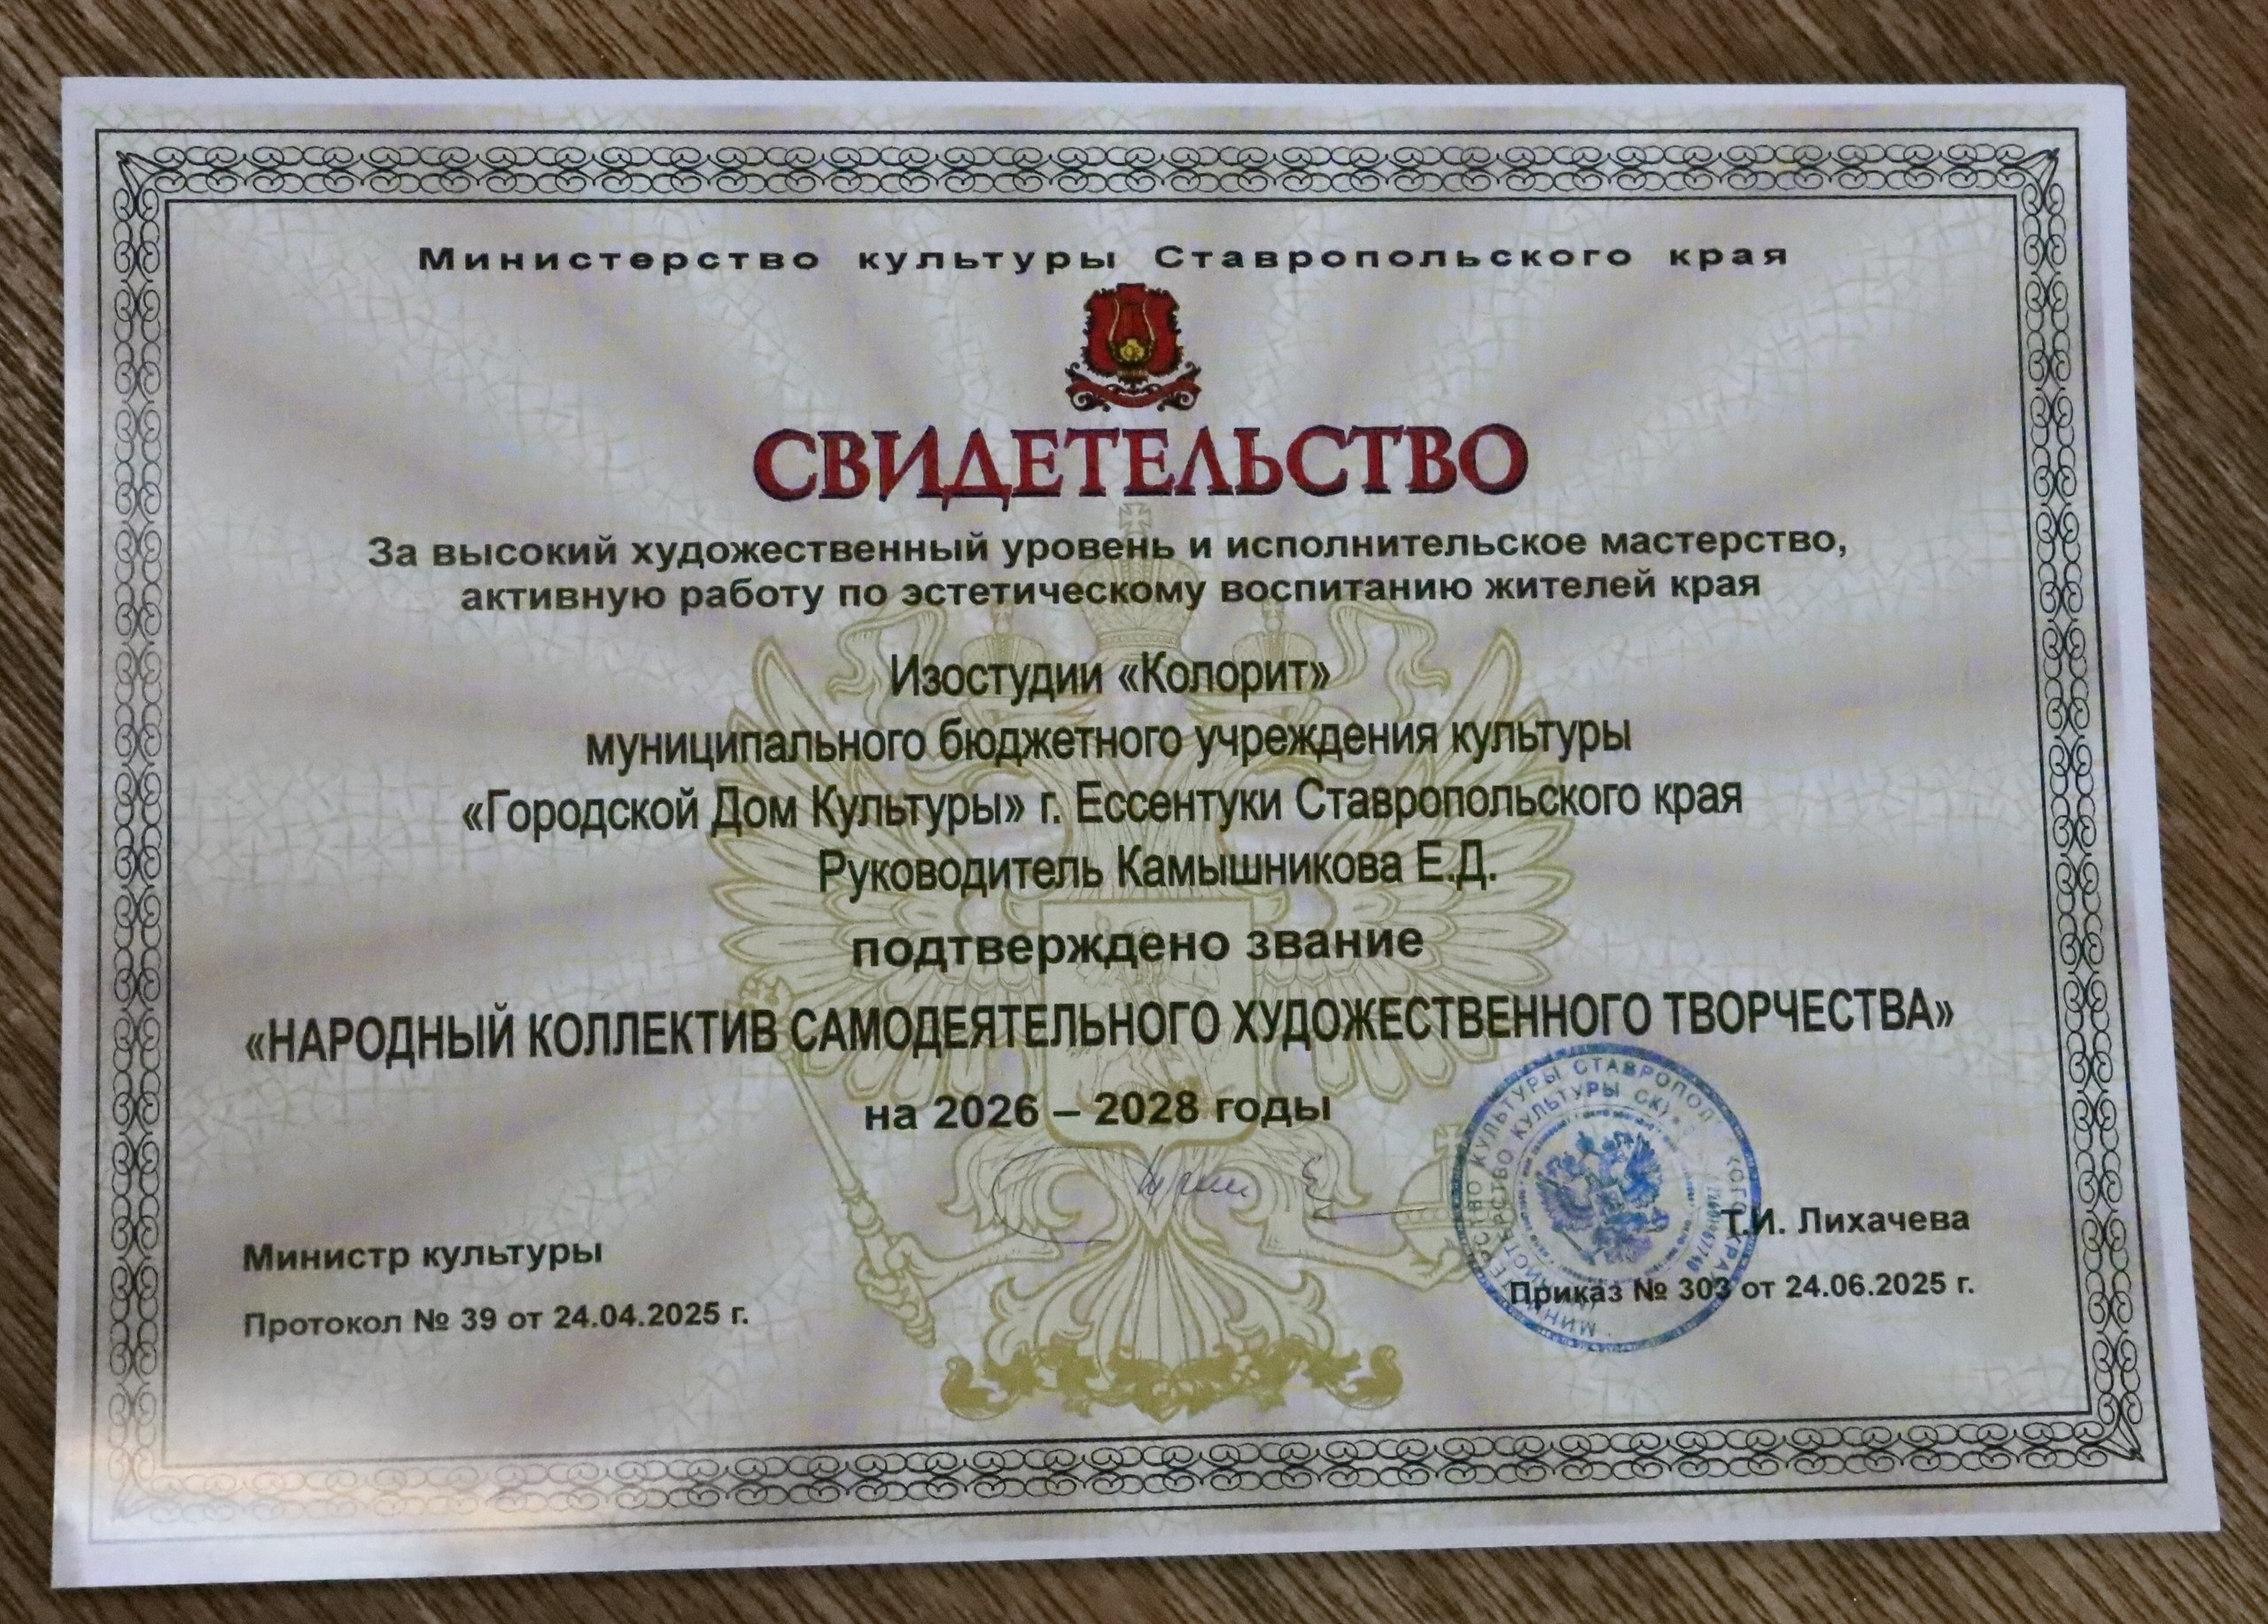 Министерство культуры Ставропольского края
СВИДЕТЕЛЬСТВО
За высокий художественный уровень и исполнительское мастерство,
активную работу по эстетическому воспитанию жителей края
Изостудии «Колорит»
муниципального бюджетного учреждения культуры
«Городской Дом Культуры» г. Ессентуки Ставропольского края
Руководитель Камышникова Е.Д.
подтверждено звание
«НАРОДНЫЙ КОЛЛЕКТИВ САМОДЕЯТЕЛЬНОГО ХУДОЖЕСТВЕННОГО ТВОРЧЕСТВА»
на 2026 – 2028 годы
Министр культуры
Т.И. Лихачева
Протокол № 39 от 24.04.2025 г.
Приказ № 303 от 24.06.2025 г.